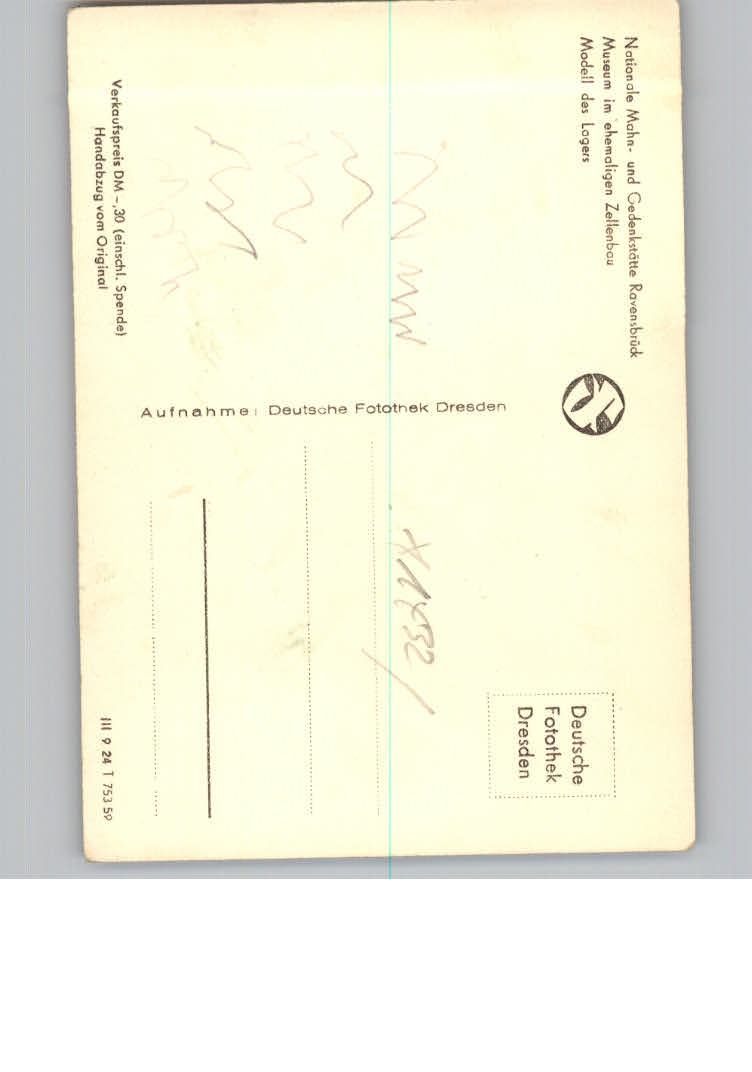 Nationale Mahn- und Gedenkstätte Ravensbrück
Museum im ehemaligen Zellenbau
Modell des Lagers
Verkaufspreis DM -,30 (einschl. Spende)
Handabzug vom Original
Aufnahme: Deutsche Fotothek Dresden
Deutsche
Fotothek
Dresden
III 9 24 T 753 59